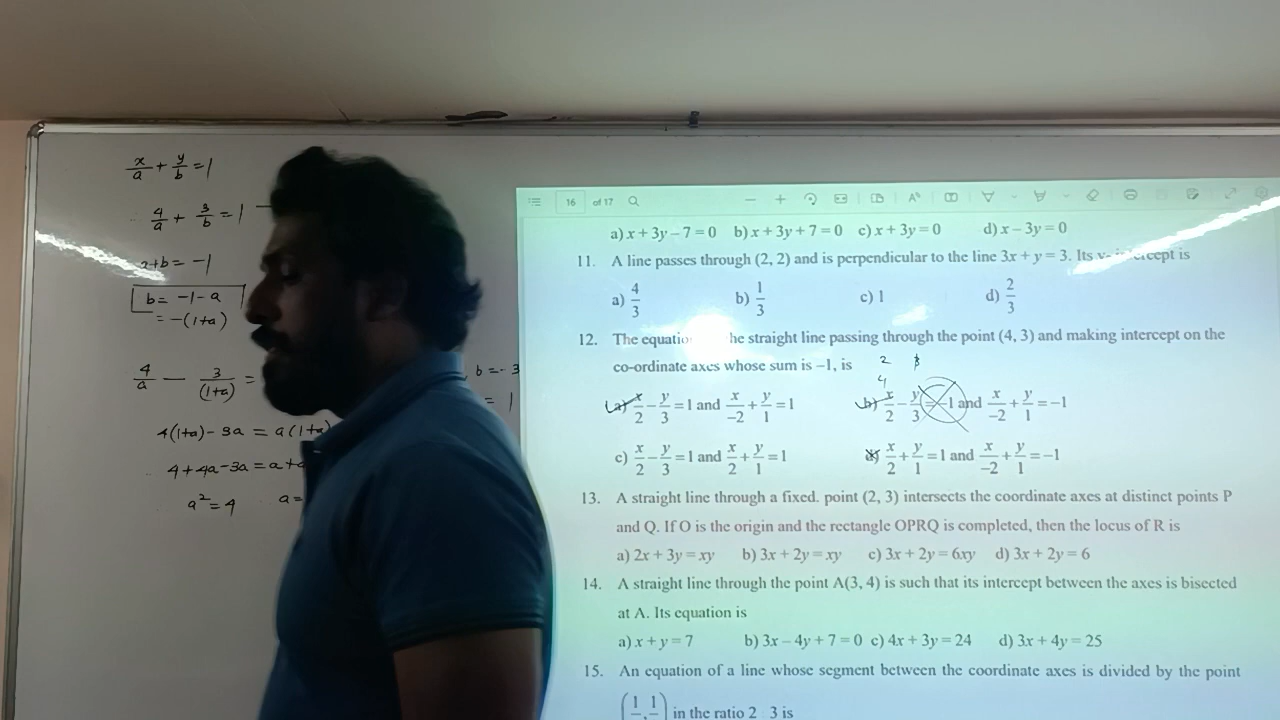 x/a + y/b = 1
4/a + 3/b = 1
a+b = -1
b = -1-a
= -(1+a)
4/a - 3/(1+a) =
4(1+a)-3a = a(1+a)
4+4a-3a = a+a
a² = 4 a=
b = -3
= 1
16 of 17
a) x + 3y – 7 = 0 b) x + 3y + 7 = 0 c) x + 3y = 0 d) x – 3y = 0
11. A line passes through (2, 2) and is perpendicular to the line 3x + y = 3. Its y- intercept is
a) 4/3 b) 1/3 c) 1 d) 2/3
12. The equation he straight line passing through the point (4, 3) and making intercept on the
co-ordinate axes whose sum is –1, is
a) x/2 – y/3 = 1 and x/-2 + y/1 = 1 b) x/2 – y/3 = –1 and x/-2 + y/1 = –1
c) x/2 – y/3 = 1 and x/2 + y/1 = 1 d) x/2 + y/1 = 1 and x/-2 + y/1 = –1
13. A straight line through a fixed. point (2, 3) intersects the coordinate axes at distinct points P
and Q. If O is the origin and the rectangle OPRQ is completed, then the locus of R is
a) 2x + 3y = xy b) 3x + 2y = xy c) 3x + 2y = 6xy d) 3x + 2y = 6
14. A straight line through the point A(3, 4) is such that its intercept between the axes is bisected
at A. Its equation is
a) x + y = 7 b) 3x – 4y + 7 = 0 c) 4x + 3y = 24 d) 3x + 4y = 25
15. An equation of a line whose segment between the coordinate axes is divided by the point
in the ratio 2 3 is